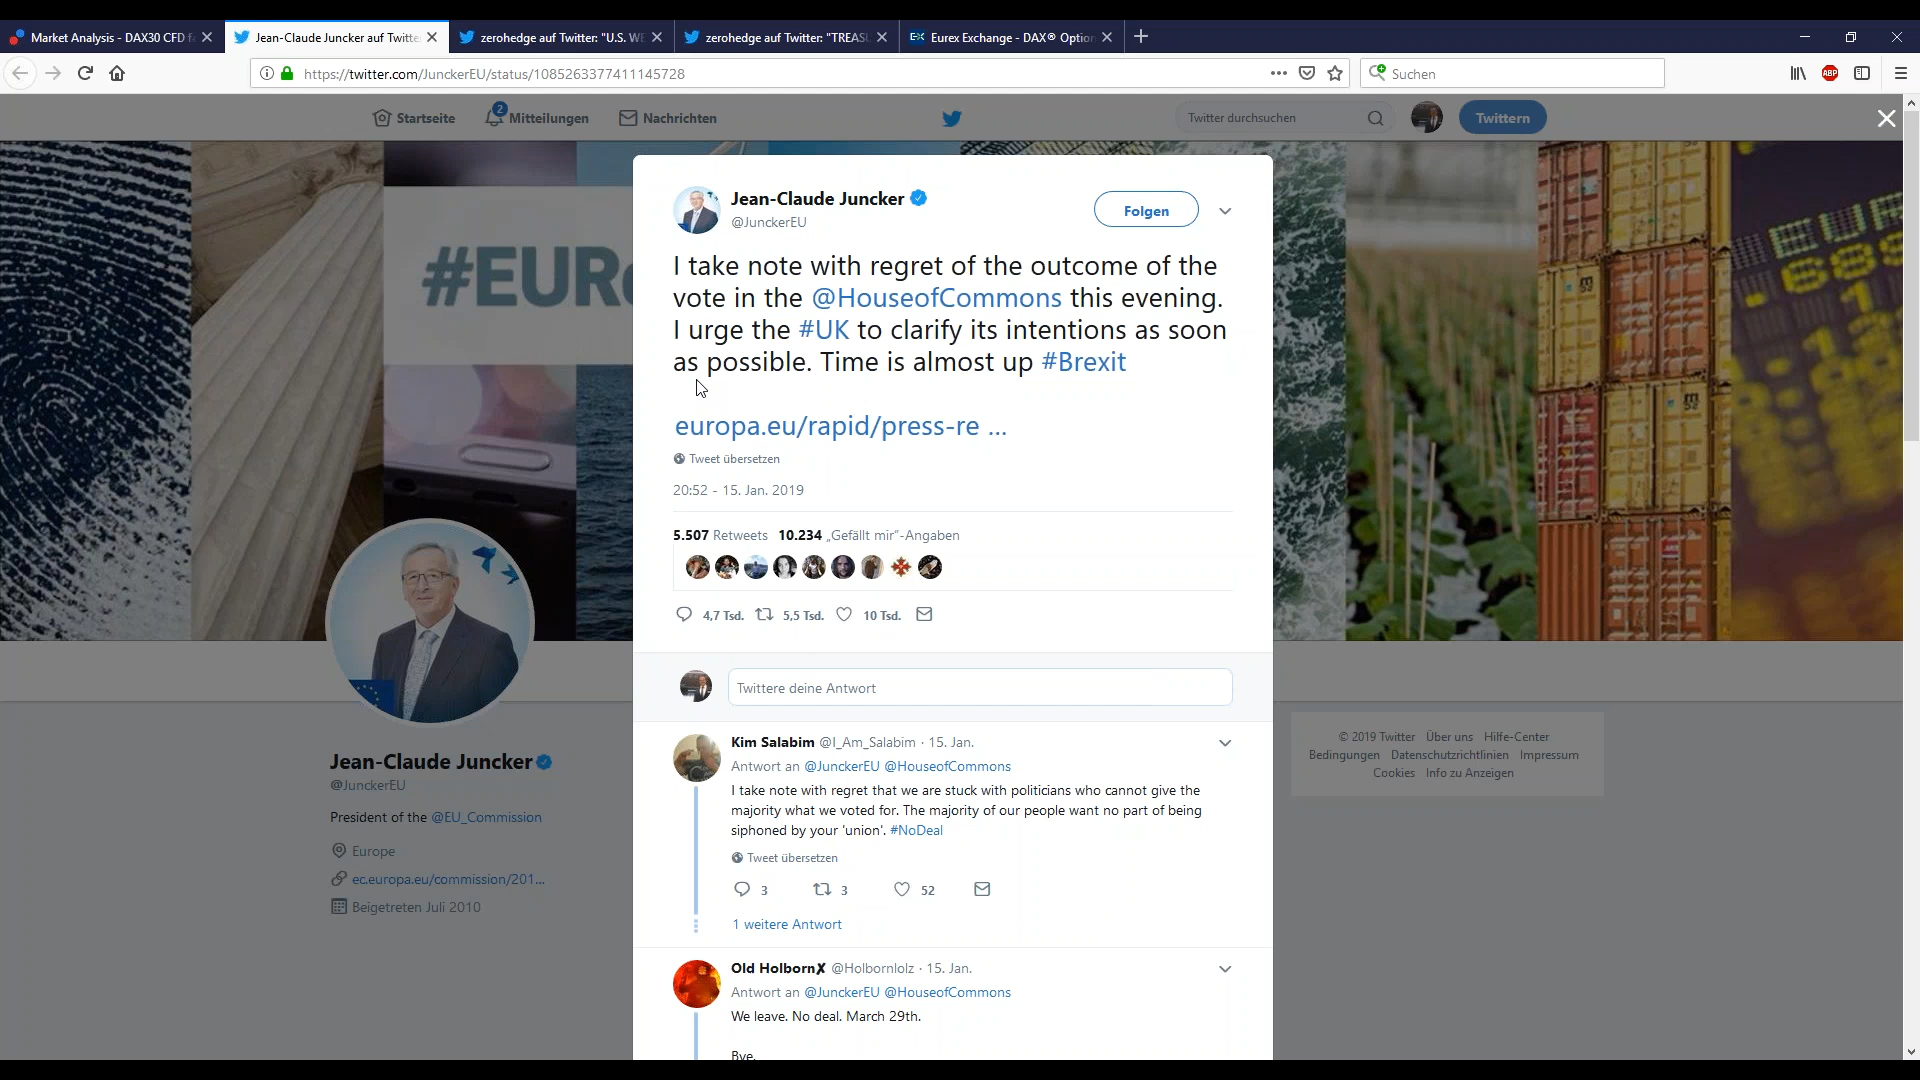 Market Analysis - DAX30 CFD f
Jean-Claude Juncker auf Twitte
zerohedge auf Twitter: "U.S. WE
zerohedge auf Twitter: "TREAS
Eurex Exchange - DAX® Option
https://twitter.com/JunckerEU/status/1085263377411145728
Suchen
ABP
Startseite
2
Mitteilungen
Nachrichten
Twitter durchsuchen
Twittern
#EUR
Jean-Claude Juncker
@JunckerEU
Folgen
I take note with regret of the outcome of the
vote in the @HouseofCommons this evening.
I urge the #UK to clarify its intentions as soon
as possible. Time is almost up #Brexit
europa.eu/rapid/press-re ...
Tweet übersetzen
20:52 - 15. Jan. 2019
5.507 Retweets 10.234 „Gefällt mir“-Angaben
4,7 Tsd. 5,5 Tsd. 10 Tsd.
Twittere deine Antwort
Kim Salabim @I_Am_Salabim · 15. Jan.
Antwort an @JunckerEU @HouseofCommons
I take note with regret that we are stuck with politicians who cannot give the
majority what we voted for. The majority of our people want no part of being
siphoned by your 'union'. #NoDeal
Tweet übersetzen
3 3 52
1 weitere Antwort
Old Holborn✘ @Holbornlolz · 15. Jan.
Antwort an @JunckerEU @HouseofCommons
We leave. No deal. March 29th.
Bye.
Jean-Claude Juncker
@JunckerEU
President of the @EU_Commission
Europe
ec.europa.eu/commission/201...
Beigetreten Juli 2010
© 2019 Twitter Über uns Hilfe-Center
Bedingungen Datenschutzrichtlinien Impressum
Cookies Info zu Anzeigen